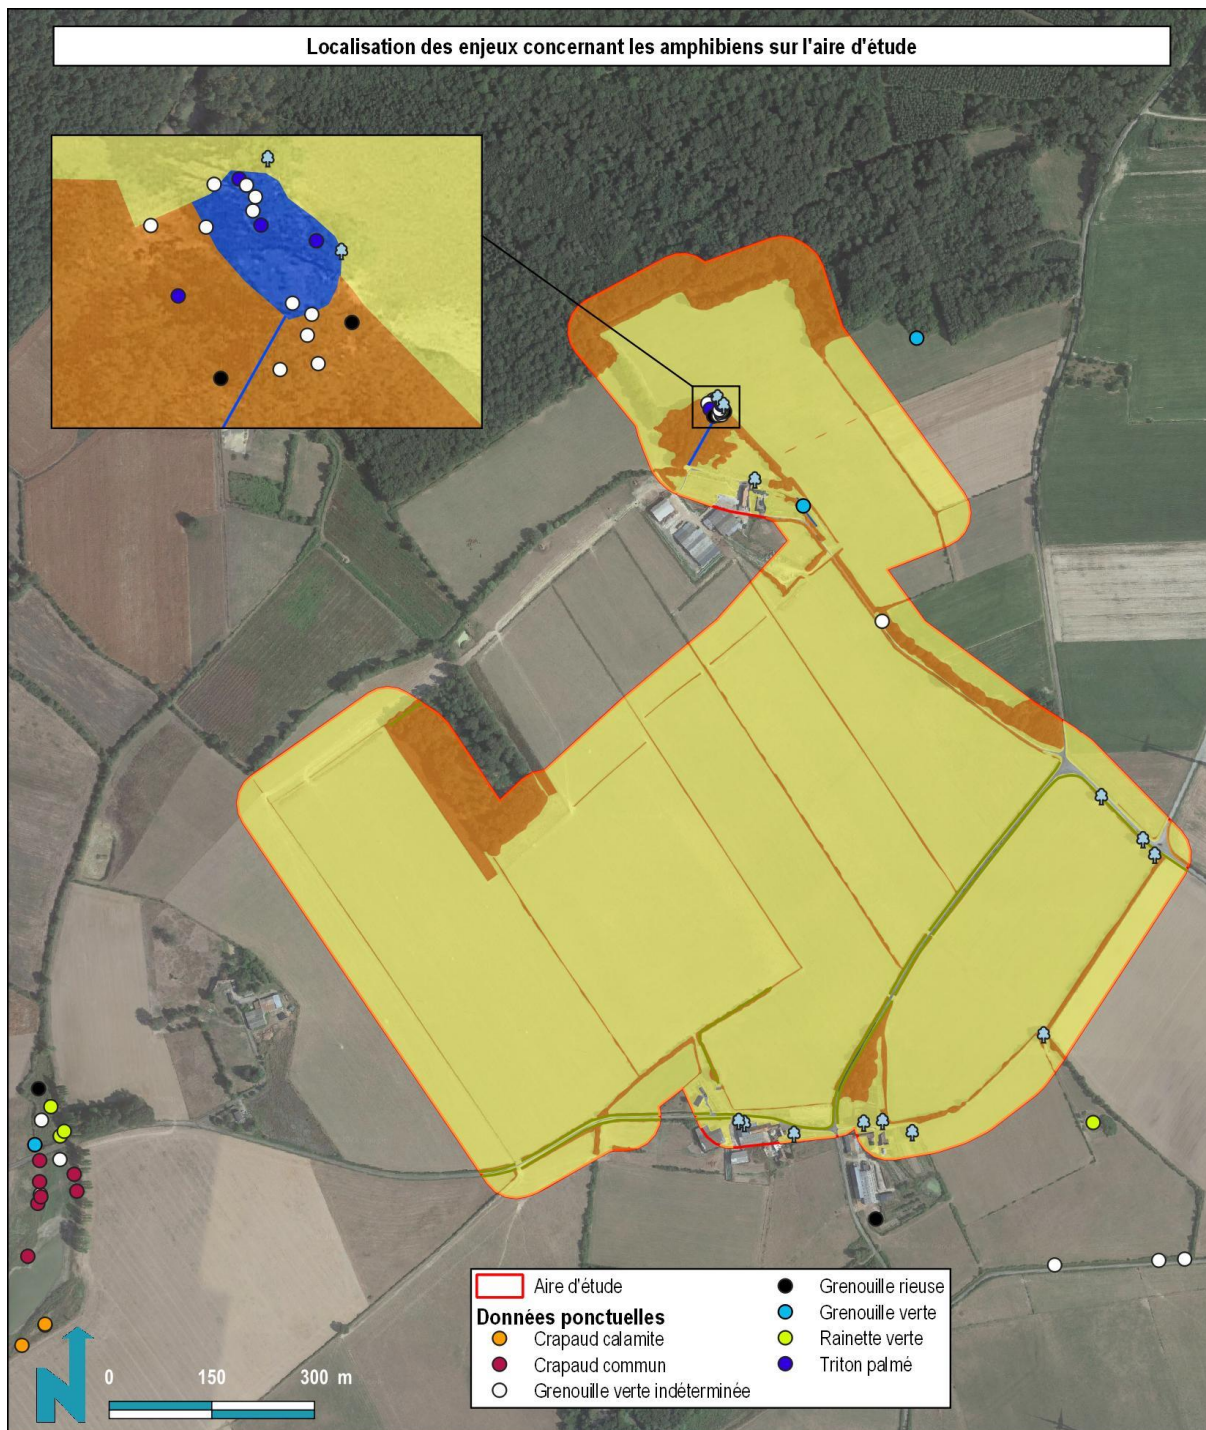 Localisation des enjeux concernant les amphibiens sur l'aire d'étude
Aire d'étude
Données ponctuelles
Crapaud calamite
Crapaud commun
Grenouille verte indéterminée
Grenouille rieuse
Grenouille verte
Rainette verte
Triton palmé
N
0 150 300 m